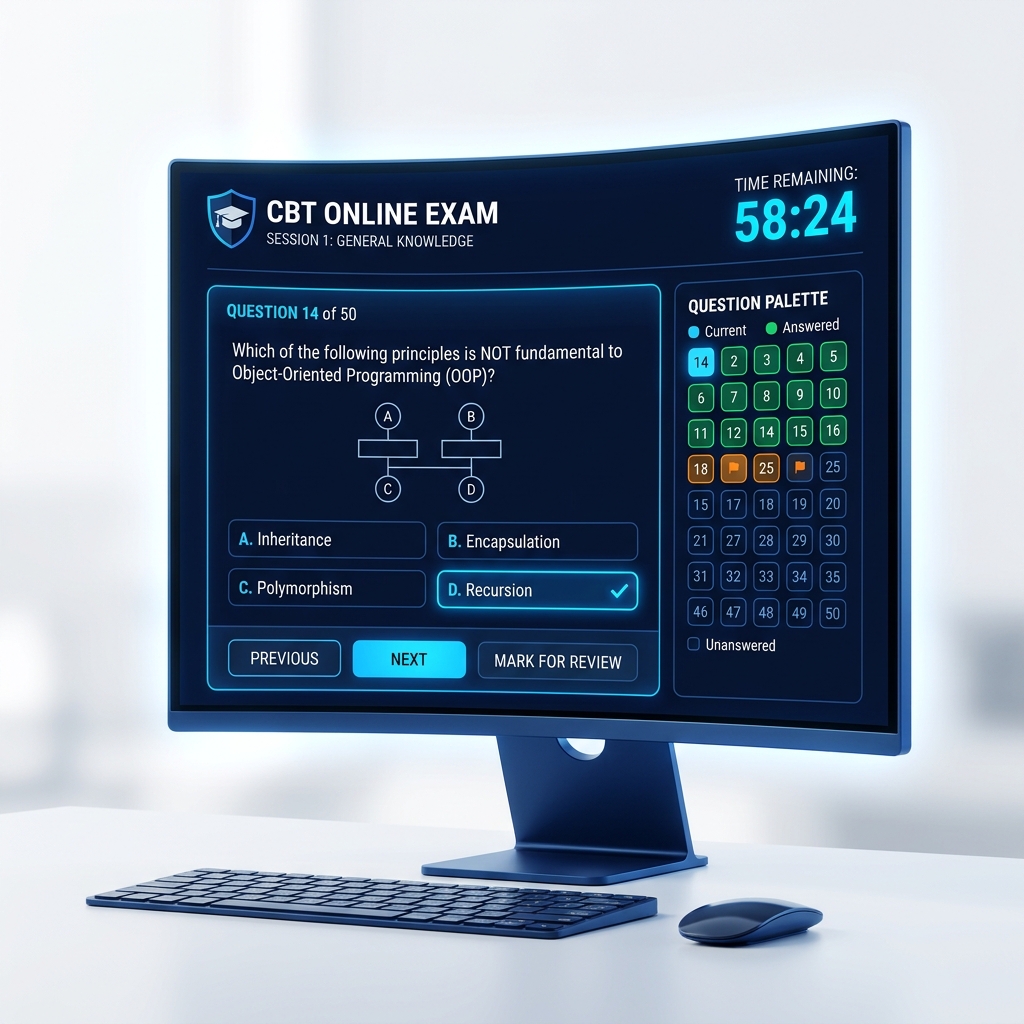 CBT ONLINE EXAM
SESSION 1: GENERAL KNOWLEDGE
TIME REMAINING:
58:24
QUESTION 14 of 50
Which of the following principles is NOT fundamental to
Object-Oriented Programming (OOP)?
A B
C D
A. Inheritance
B. Encapsulation
C. Polymorphism
D. Recursion
PREVIOUS
NEXT
MARK FOR REVIEW
QUESTION PALETTE
Current Answered
14 2 3 4 5
6 7 8 9 10
11 12 14 15 16
18 25 25
15 17 18 19 20
21 27 28 29 30
31 32 33 34 35
46 47 48 49 50
Unanswered